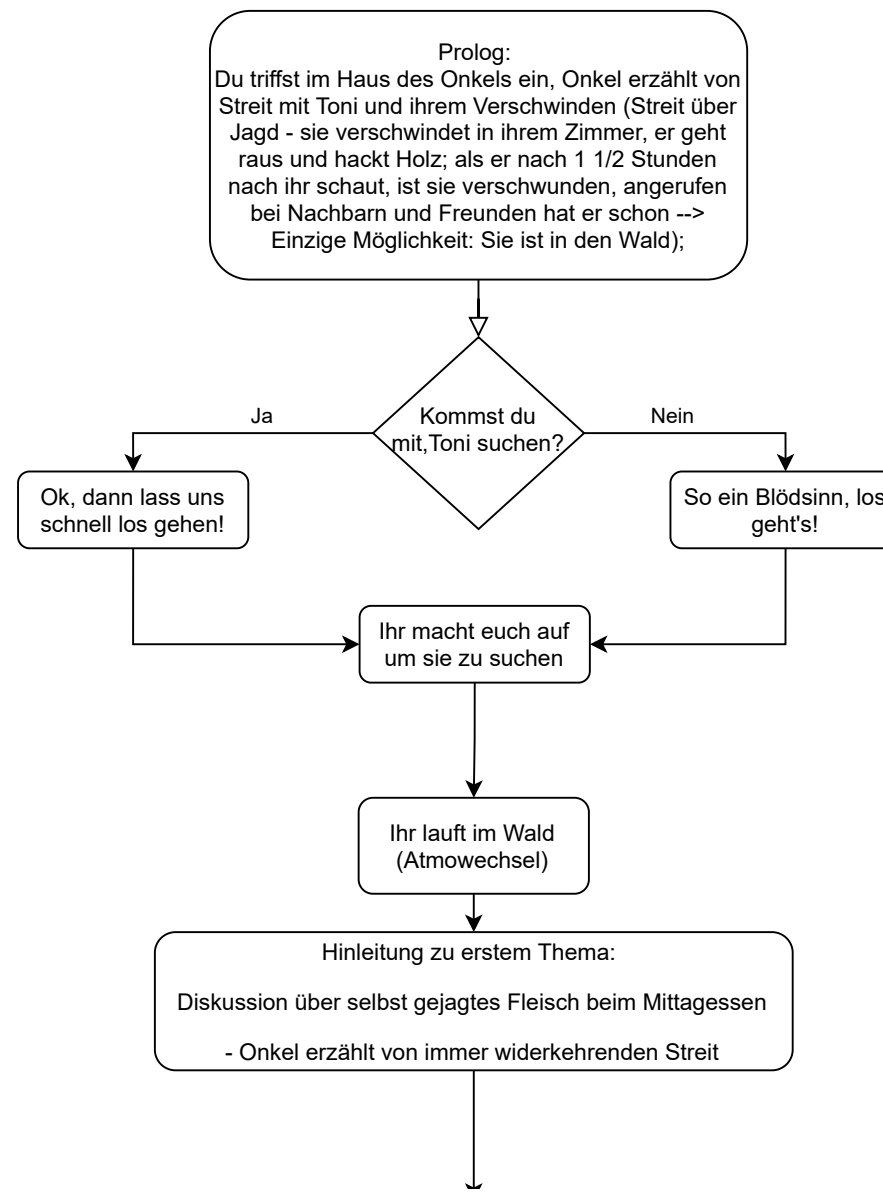 Prolog:
Du triffst im Haus des Onkels ein, Onkel erzählt von
Streit mit Toni und ihrem Verschwinden (Streit über
Jagd - sie verschwindet in ihrem Zimmer, er geht
raus und hackt Holz; als er nach 1 1/2 Stunden
nach ihr schaut, ist sie verschwunden, angerufen
bei Nachbarn und Freunden hat er schon -->
Einzige Möglichkeit: Sie ist in den Wald);
Kommst du
mit,Toni suchen?
Ja
Nein
Ok, dann lass uns
schnell los gehen!
So ein Blödsinn, los
geht's!
Ihr macht euch auf
um sie zu suchen
Ihr lauft im Wald
(Atmowechsel)
Hinleitung zu erstem Thema:
Diskussion über selbst gejagtes Fleisch beim Mittagessen
- Onkel erzählt von immer widerkehrenden Streit